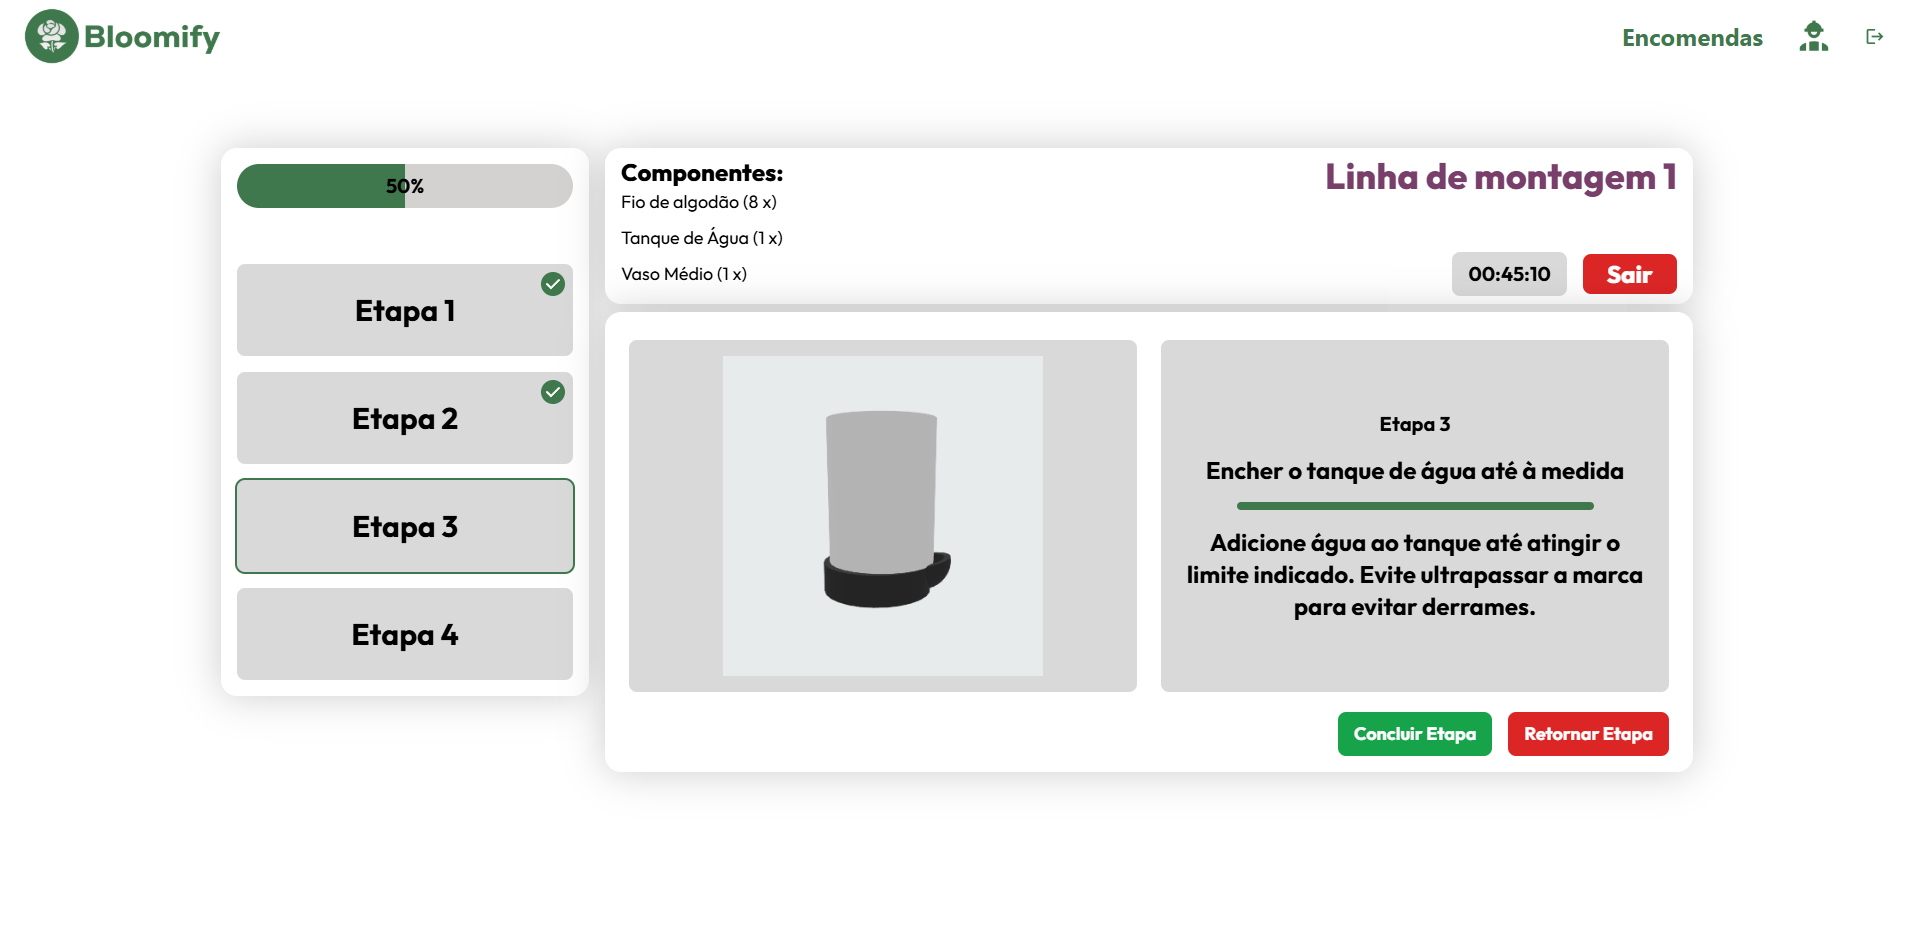 Bloomify
Encomendas
50%
Etapa 1
Etapa 2
Etapa 3
Etapa 4
Componentes:
Fio de algodão (8 x)
Tanque de Água (1 x)
Vaso Médio (1 x)
Linha de montagem 1
00:45:10
Sair
Etapa 3
Encher o tanque de água até à medida
Adicione água ao tanque até atingir o
limite indicado. Evite ultrapassar a marca
para evitar derrames.
Concluir Etapa
Retornar Etapa